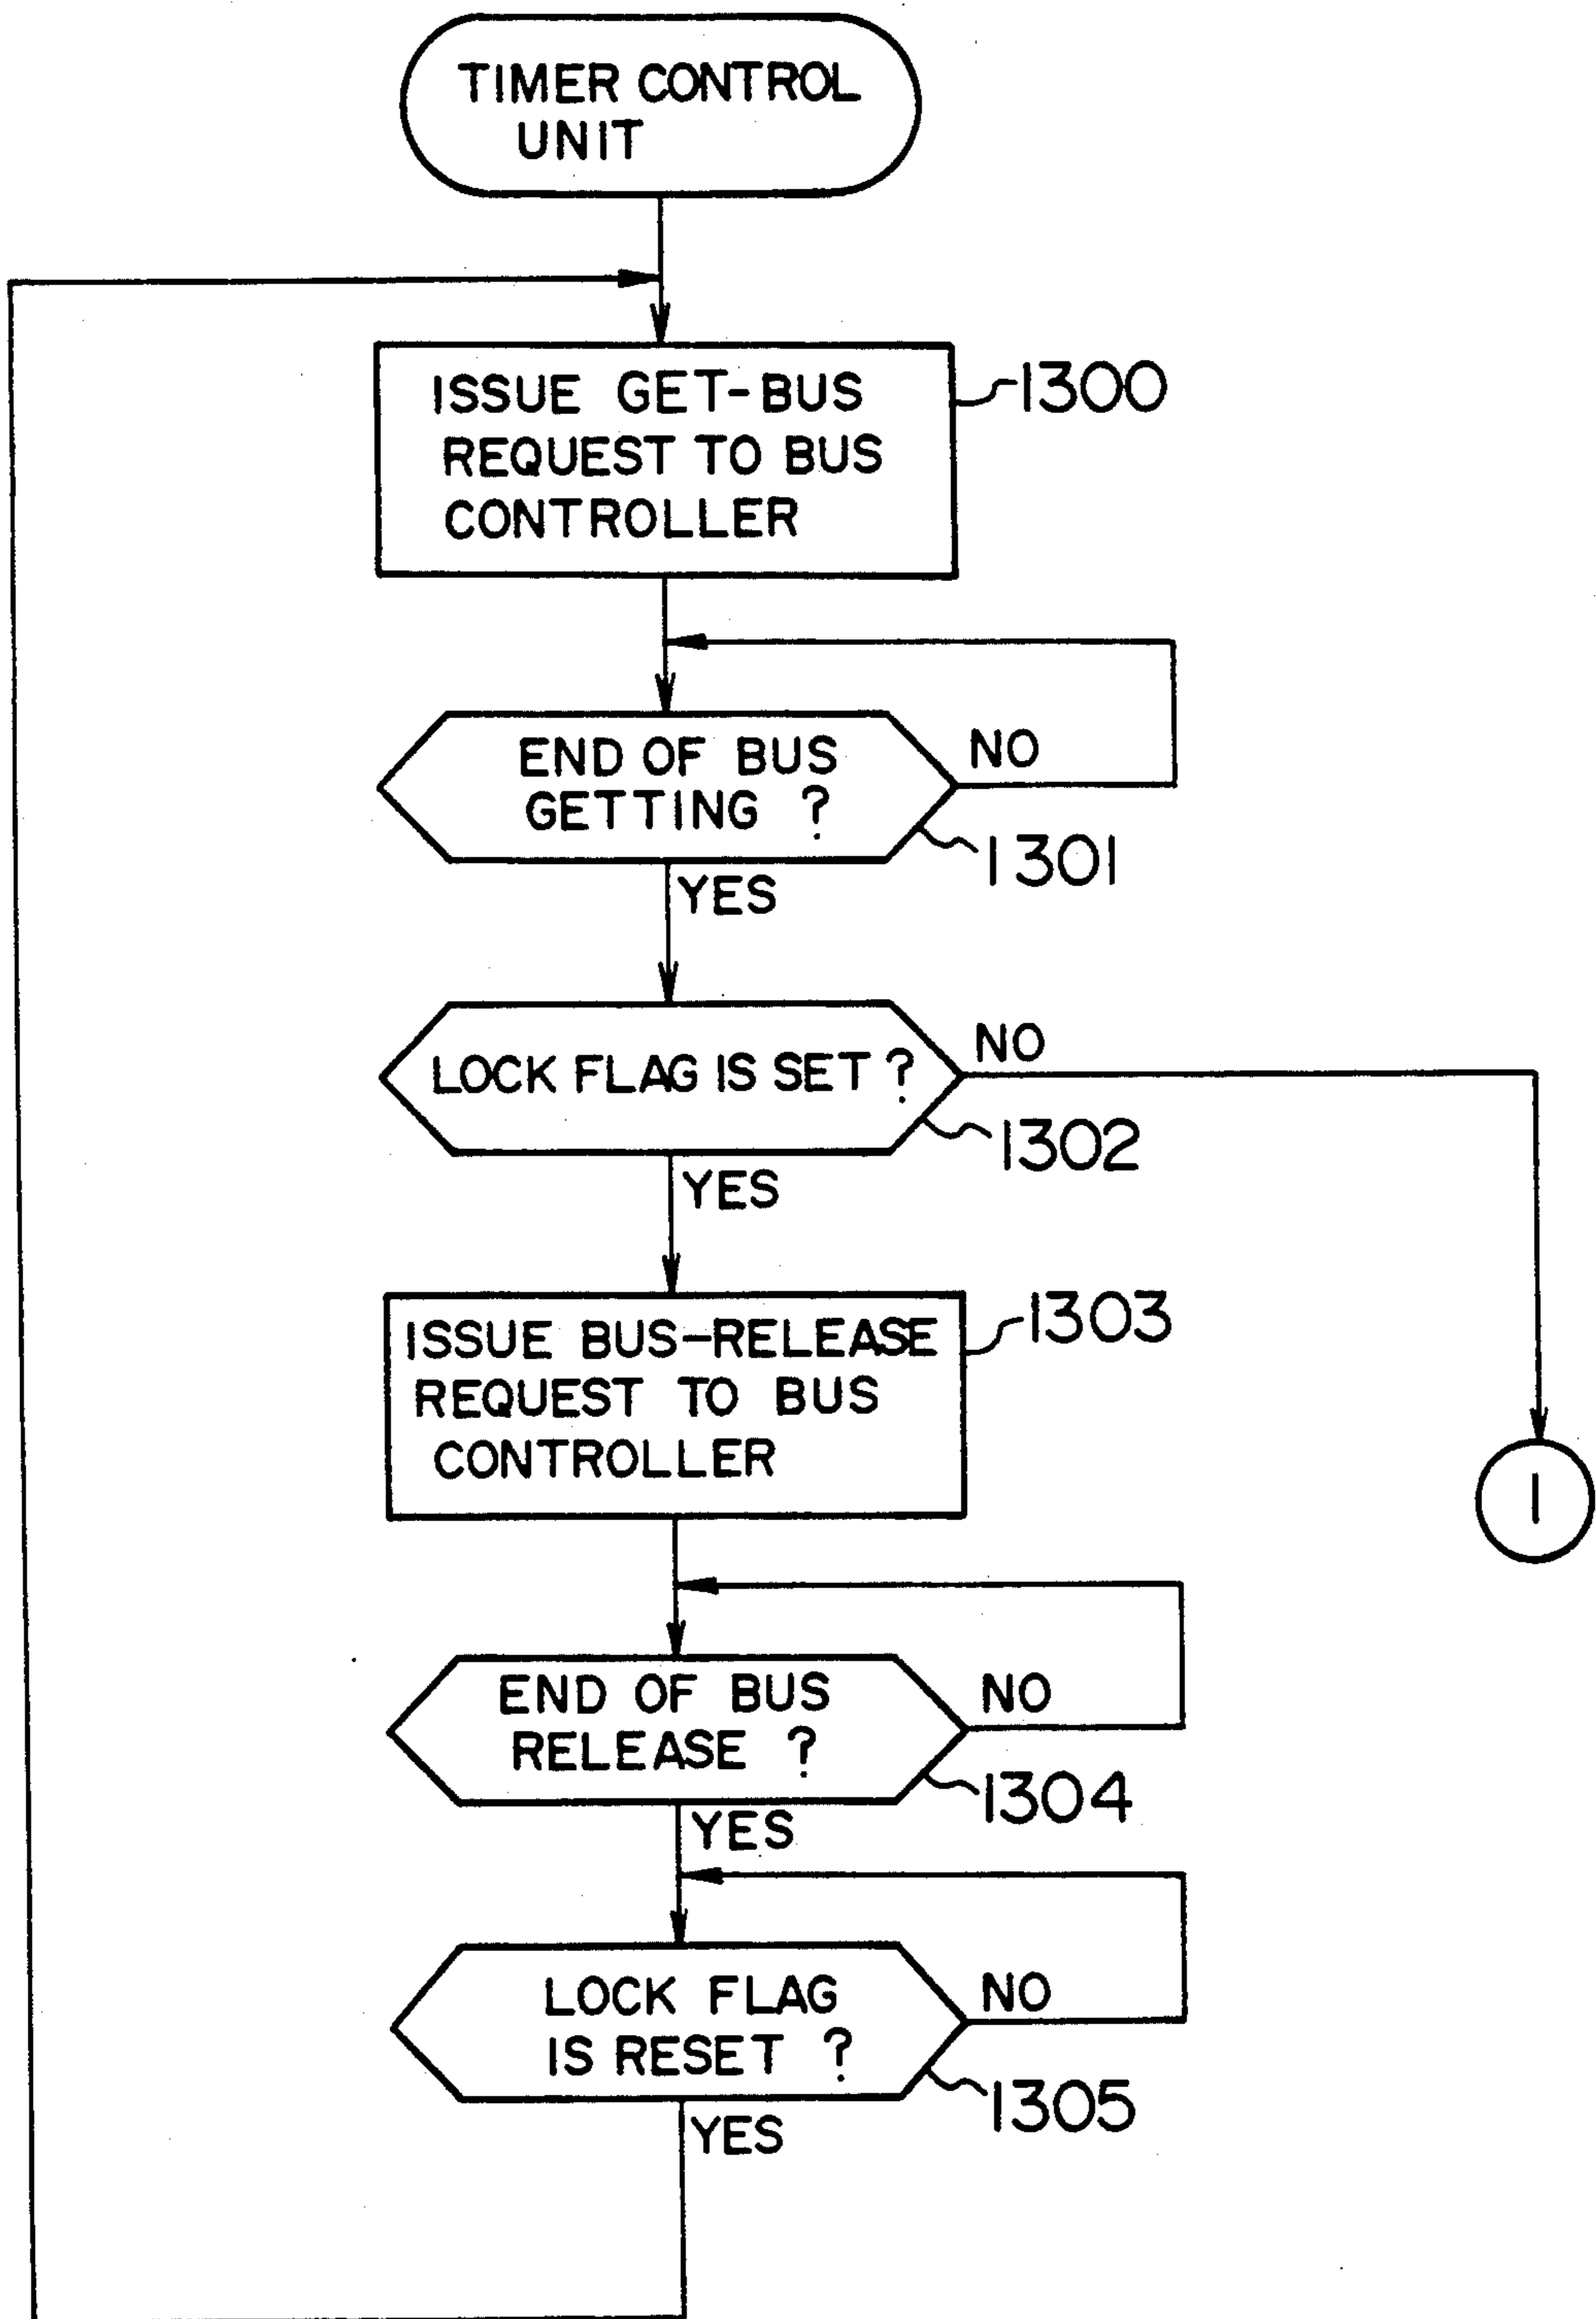 TIMER CONTROL
UNIT
ISSUE GET-BUS
REQUEST TO BUS
CONTROLLER
1300
END OF BUS
GETTING ?
NO
1301
YES
LOCK FLAG IS SET ?
NO
1302
YES
ISSUE BUS-RELEASE
REQUEST TO BUS
CONTROLLER
1303
1
END OF BUS
RELEASE ?
NO
1304
YES
LOCK FLAG
IS RESET ?
NO
1305
YES